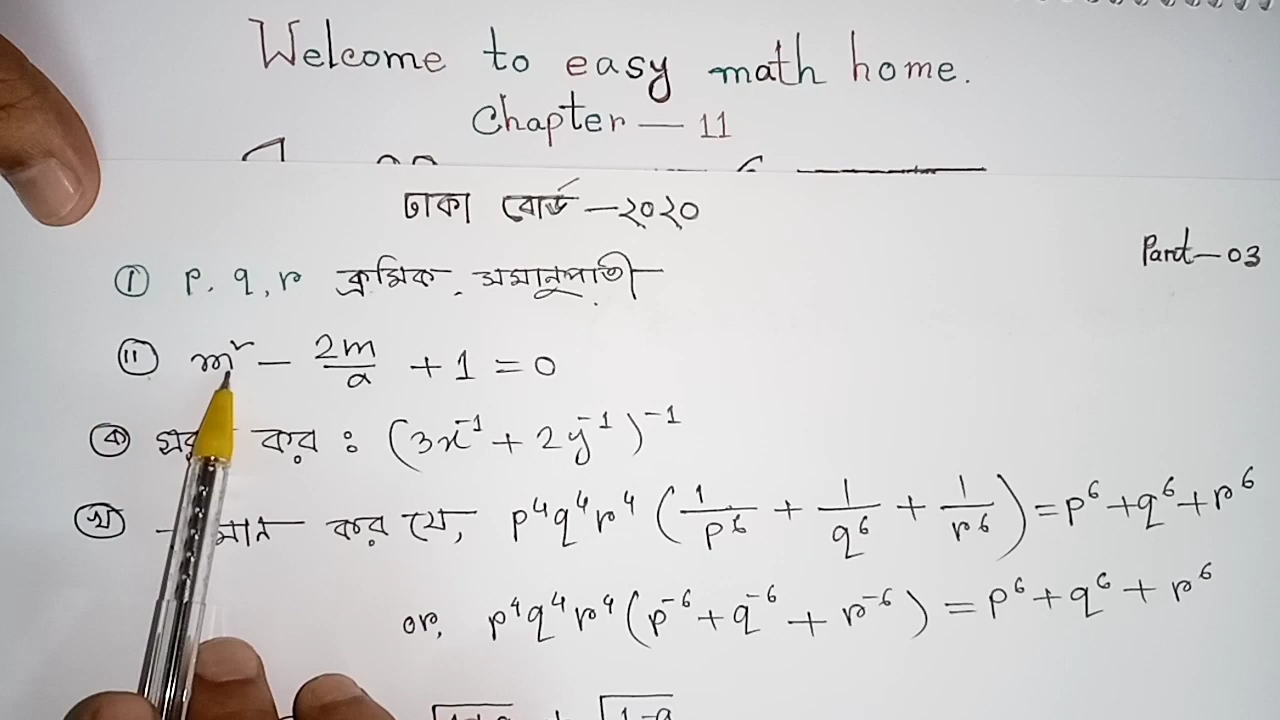 Welcome to easy math home.
Chapter — 11
ঢাকা বোর্ড — ২০২০
Part — 03
(i) p, q, r ক্রমিক সমানুপাতী
(ii) m² − 2m/a + 1 = 0
(ক) কর : (3x⁻¹ + 2y⁻¹)⁻¹
(খ) কর যে, p⁴q⁴r⁴ (1/p⁶ + 1/q⁶ + 1/r⁶) = p⁶ + q⁶ + r⁶
or, p⁴q⁴r⁴ (p⁻⁶ + q⁻⁶ + r⁻⁶) = p⁶ + q⁶ + r⁶